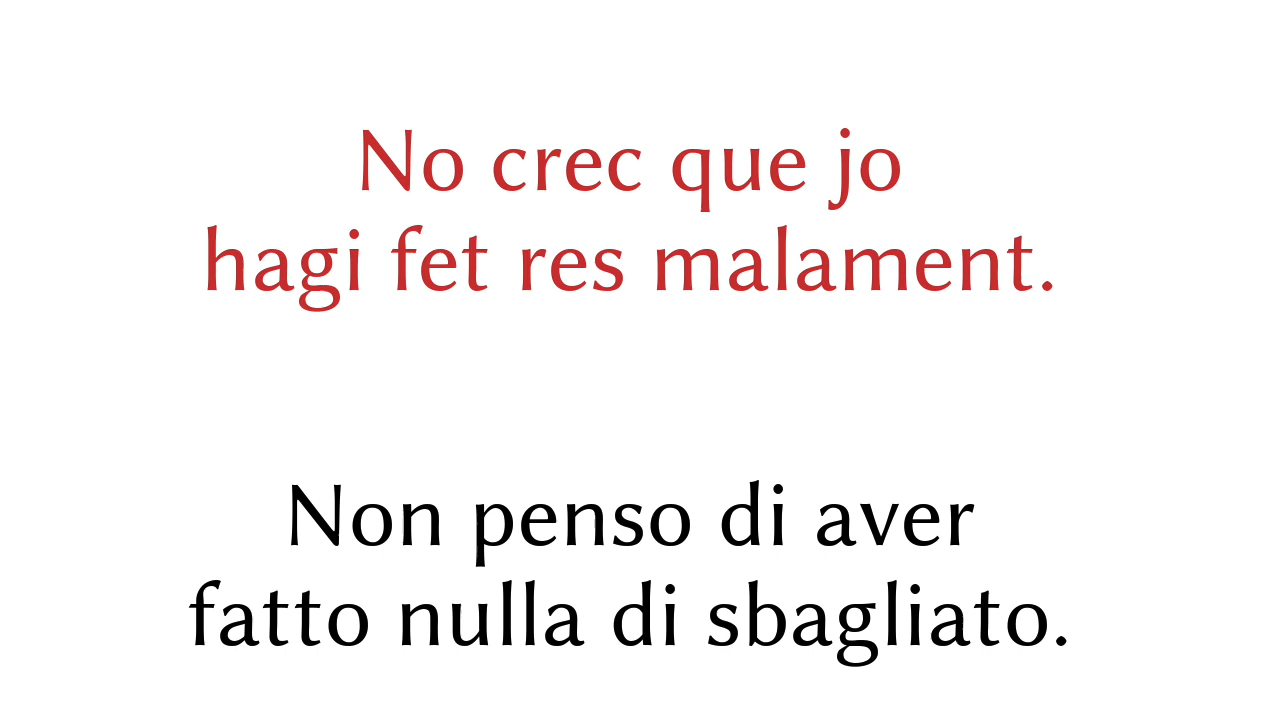 No crec que jo
hagi fet res malament.
Non penso di aver
fatto nulla di sbagliato.